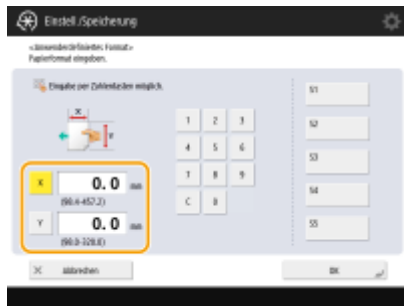 Einstell./Speicherung
<Anwenderdefiniertes Format>
Papierformat eingeben.
Eingabe per Zahlentasten möglich.
X
Y
1 2 3
4 5 6
7 8 9
C 0
X 0. 0 mm
(98.4-457.2)
Y 0. 0 mm
(98.0-320.0)
S1
S2
S3
S4
S5
Abbrechen
OK